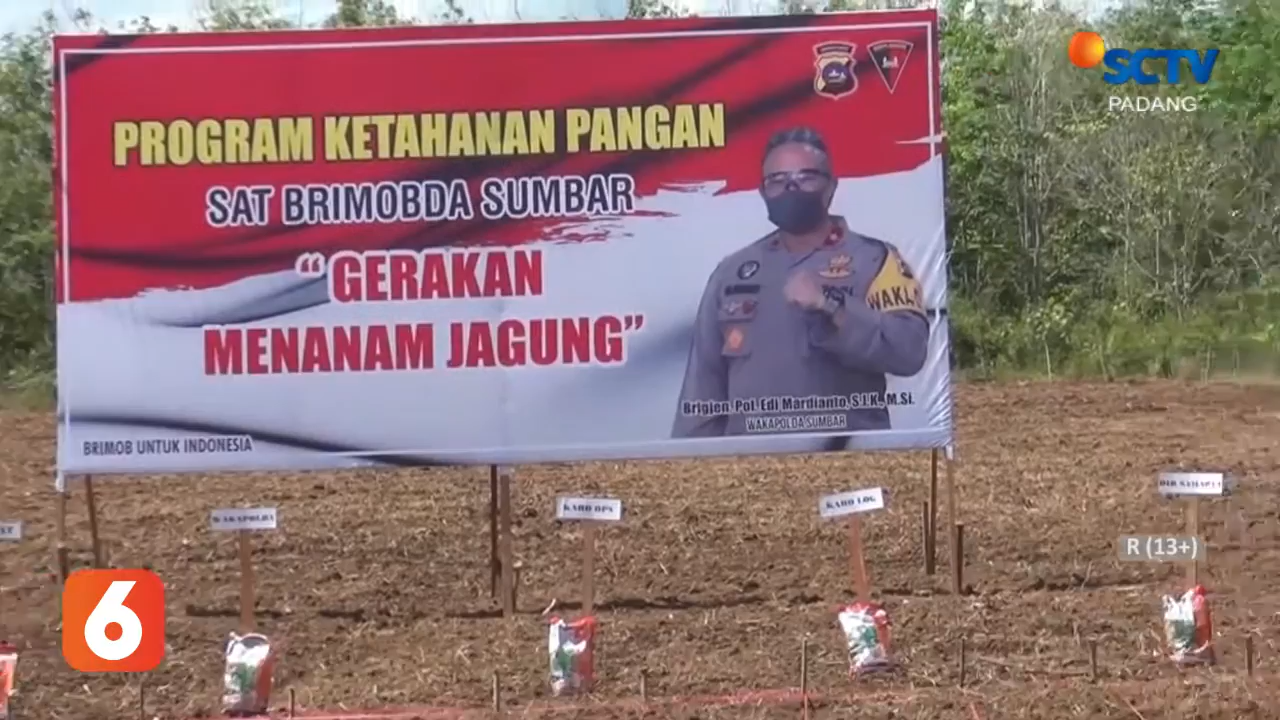 SCTV
PADANG
PROGRAM KETAHANAN PANGAN
SAT BRIMOBDA SUMBAR
“GERAKAN
MENANAM JAGUNG”
Brigjen. Pol. Edi Mardianto, S.I.K., M.Si.
WAKAPOLDA SUMBAR
BRIMOB UNTUK INDONESIA
WAKAPOLDA
KARO OPS
KARO LOG
DIR SAMAPTA
R (13+)
6